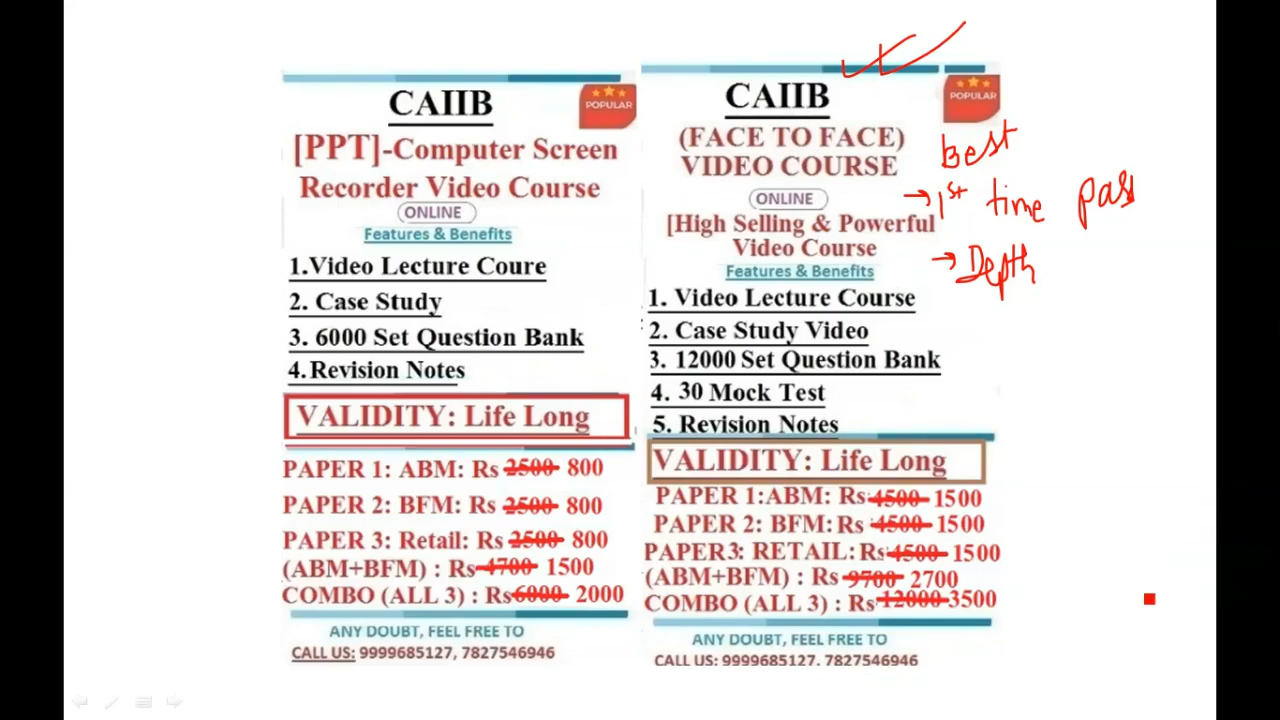 CAIIB
POPULAR
[PPT]-Computer Screen
Recorder Video Course
ONLINE
Features & Benefits
1.Video Lecture Coure
2. Case Study
3. 6000 Set Question Bank
4.Revision Notes
VALIDITY: Life Long
PAPER 1: ABM: Rs 2500 800
PAPER 2: BFM: Rs 2500 800
PAPER 3: Retail: Rs 2500 800
(ABM+BFM) : Rs 4700 1500
COMBO (ALL 3) : Rs 6000 2000
ANY DOUBT, FEEL FREE TO
CALL US: 9999685127, 7827546946
CAIIB
POPULAR
(FACE TO FACE)
VIDEO COURSE
ONLINE
[High Selling & Powerful
Video Course
Features & Benefits
1. Video Lecture Course
2. Case Study Video
3. 12000 Set Question Bank
4. 30 Mock Test
5. Revision Notes
VALIDITY: Life Long
PAPER 1:ABM: Rs 4500 1500
PAPER 2: BFM: Rs 4500 1500
PAPER3: RETAIL: Rs 4500 1500
(ABM+BFM) : Rs 9700 2700
COMBO (ALL 3) : Rs 12000 3500
ANY DOUBT, FEEL FREE TO
CALL US: 9999685127, 7827546946
Best
→ 1st time pass
→ Depth